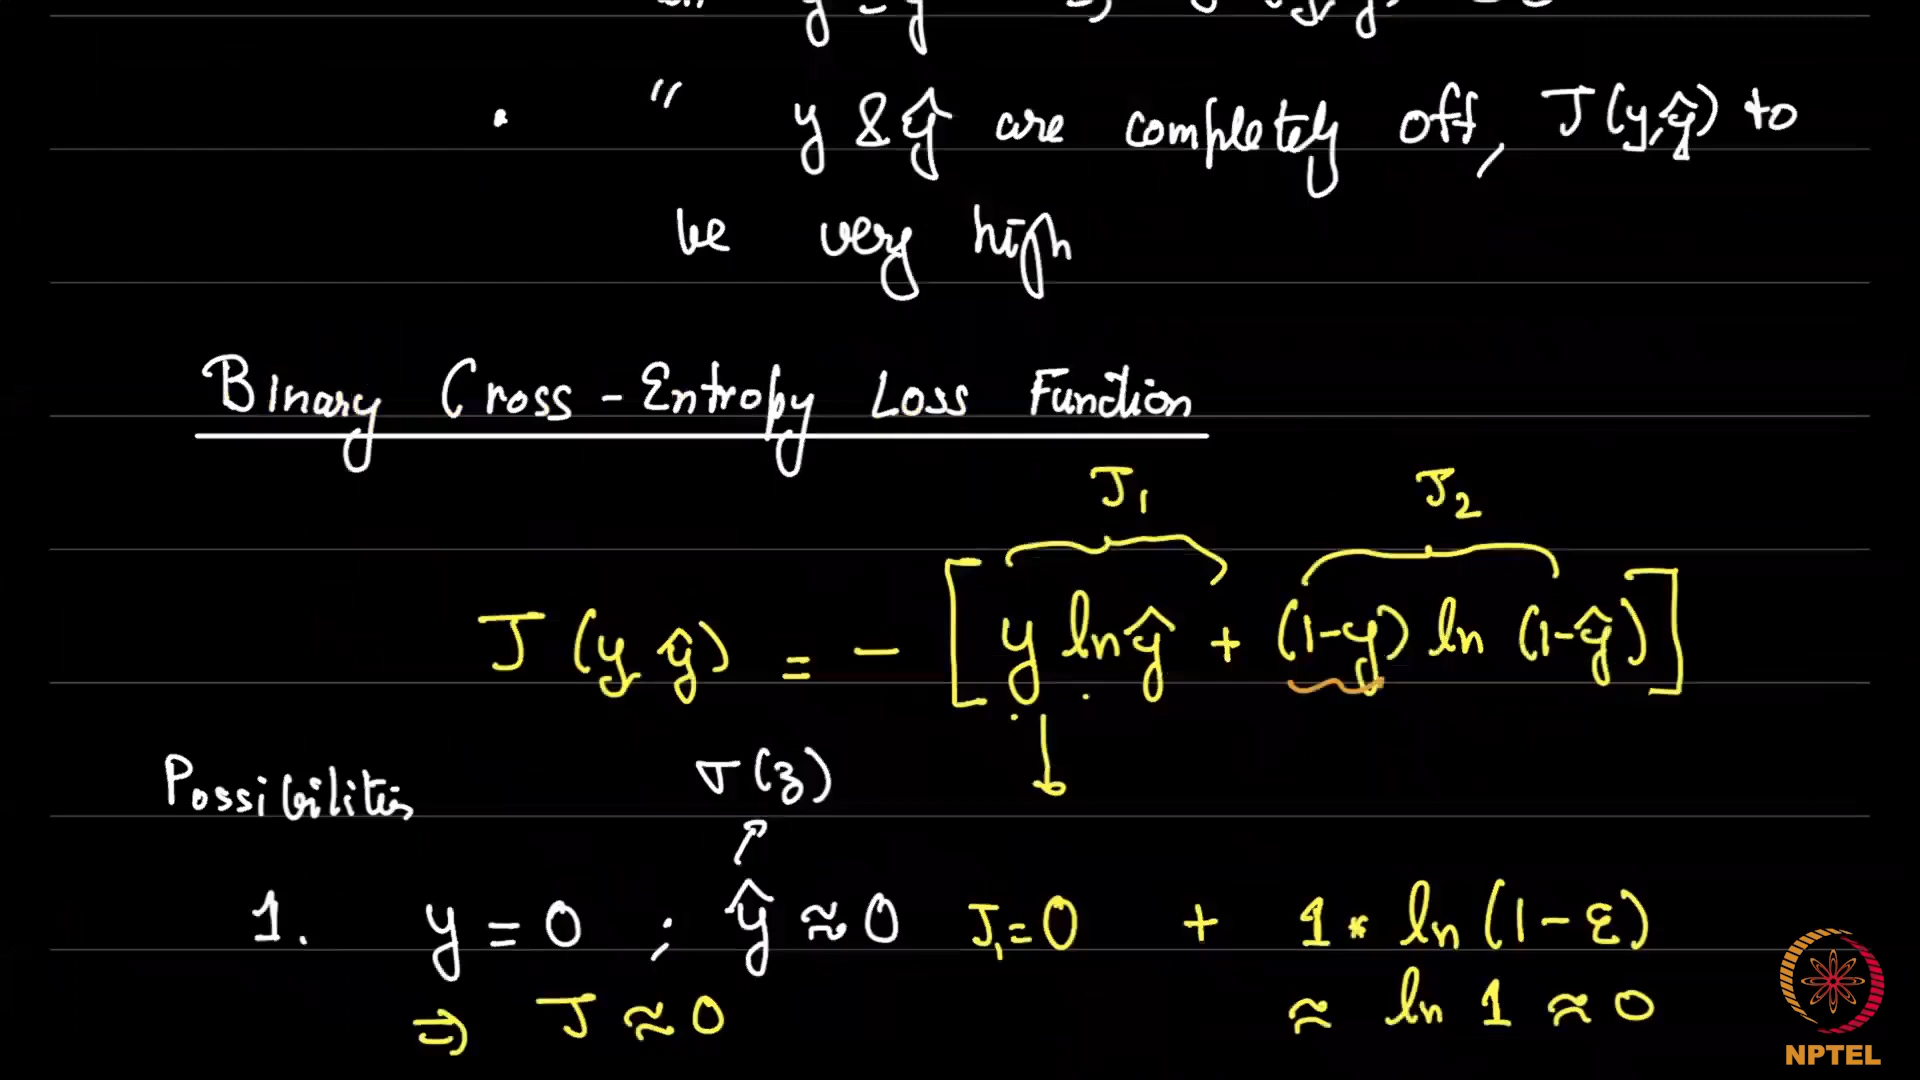 " y & ŷ are completely off, J(y,ŷ) to
be very high
Binary Cross-Entropy Loss Function
J₁ J₂
J (y, ŷ) = - [ y ln ŷ + (1-y) ln (1-ŷ) ]
Possibilities σ(z)
1. y = 0 ; ŷ ≈ 0 J₁ = 0 + 1 * ln (1-ε)
⇒ J ≈ 0 ≈ ln 1 ≈ 0
NPTEL